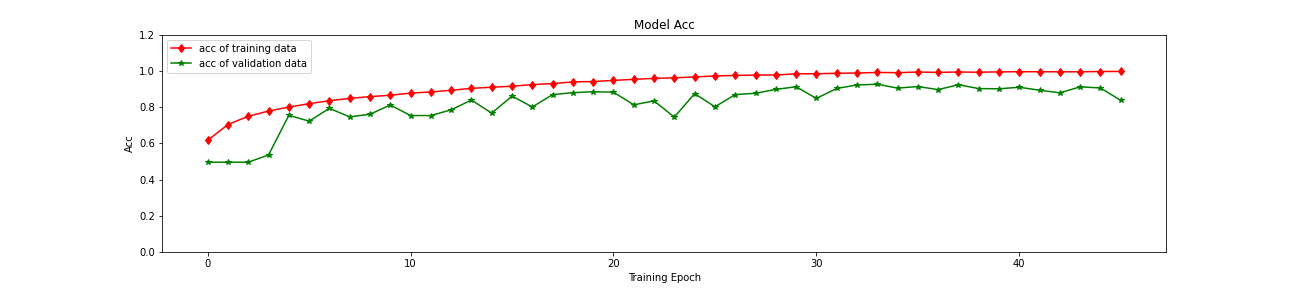 Model Acc
1.2
1.0
0.8
0.6
0.4
0.2
0.0
Acc
acc of training data
acc of validation data
0 10 20 30 40
Training Epoch